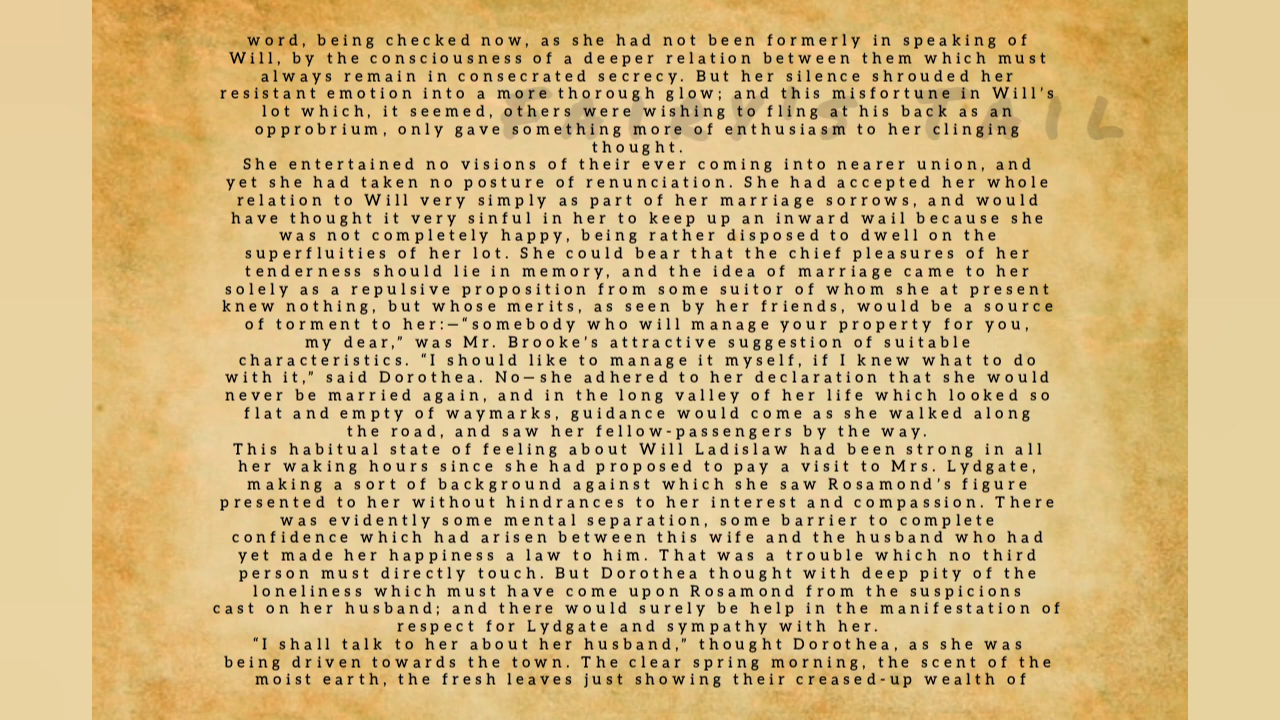 word, being checked now, as she had not been formerly in speaking of
Will, by the consciousness of a deeper relation between them which must
always remain in consecrated secrecy. But her silence shrouded her
resistant emotion into a more thorough glow; and this misfortune in Will's
lot which, it seemed, others were wishing to fling at his back as an
opprobrium, only gave something more of enthusiasm to her clinging
thought.
She entertained no visions of their ever coming into nearer union, and
yet she had taken no posture of renunciation. She had accepted her whole
relation to Will very simply as part of her marriage sorrows, and would
have thought it very sinful in her to keep up an inward wail because she
was not completely happy, being rather disposed to dwell on the
superfluities of her lot. She could bear that the chief pleasures of her
tenderness should lie in memory, and the idea of marriage came to her
solely as a repulsive proposition from some suitor of whom she at present
knew nothing, but whose merits, as seen by her friends, would be a source
of torment to her:—“somebody who will manage your property for you,
my dear,” was Mr. Brooke’s attractive suggestion of suitable
characteristics. “I should like to manage it myself, if I knew what to do
with it,” said Dorothea. No—she adhered to her declaration that she would
never be married again, and in the long valley of her life which looked so
flat and empty of waymarks, guidance would come as she walked along
the road, and saw her fellow-passengers by the way.
This habitual state of feeling about Will Ladislaw had been strong in all
her waking hours since she had proposed to pay a visit to Mrs. Lydgate,
making a sort of background against which she saw Rosamond’s figure
presented to her without hindrances to her interest and compassion. There
was evidently some mental separation, some barrier to complete
confidence which had arisen between this wife and the husband who had
yet made her happiness a law to him. That was a trouble which no third
person must directly touch. But Dorothea thought with deep pity of the
loneliness which must have come upon Rosamond from the suspicions
cast on her husband; and there would surely be help in the manifestation of
respect for Lydgate and sympathy with her.
“I shall talk to her about her husband,” thought Dorothea, as she was
being driven towards the town. The clear spring morning, the scent of the
moist earth, the fresh leaves just showing their creased-up wealth of